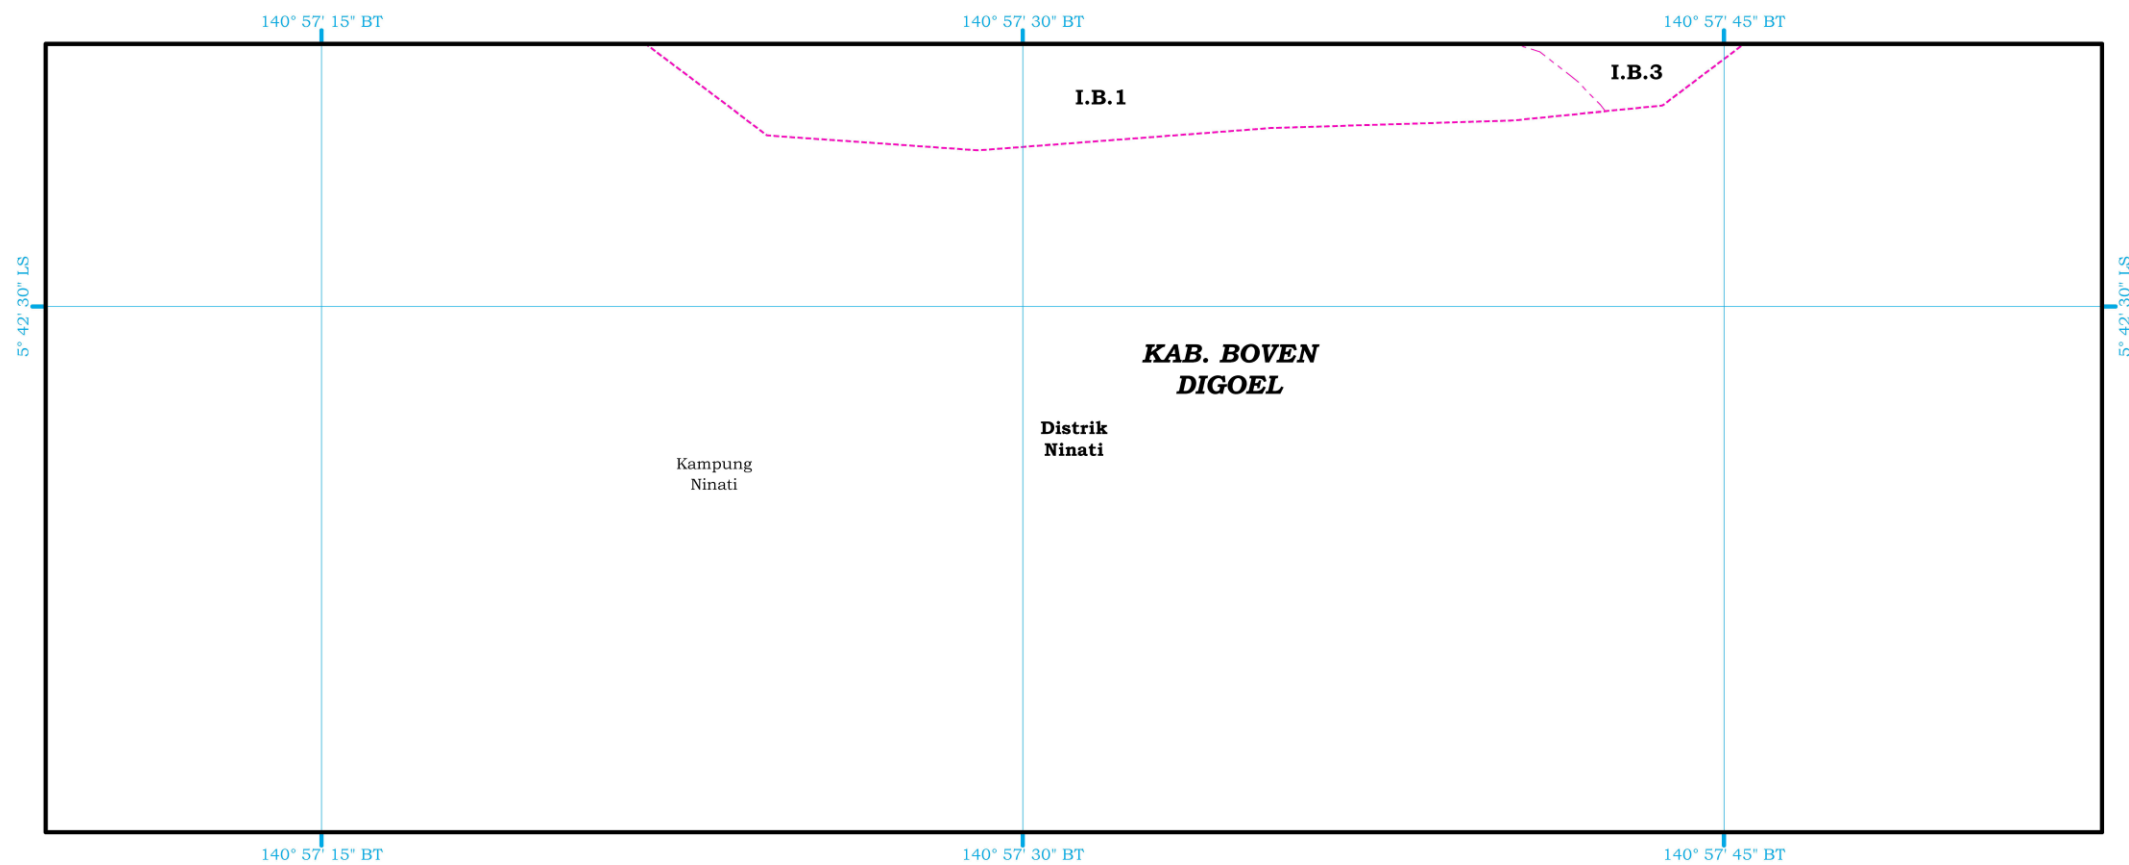 140° 57' 15" BT
140° 57' 30" BT
140° 57' 45" BT
I.B.3
I.B.1
5° 42' 30" LS
5° 42' 30" LS
KAB. BOVEN
DIGOEL
Distrik
Ninati
Kampung
Ninati
140° 57' 15" BT
140° 57' 30" BT
140° 57' 45" BT